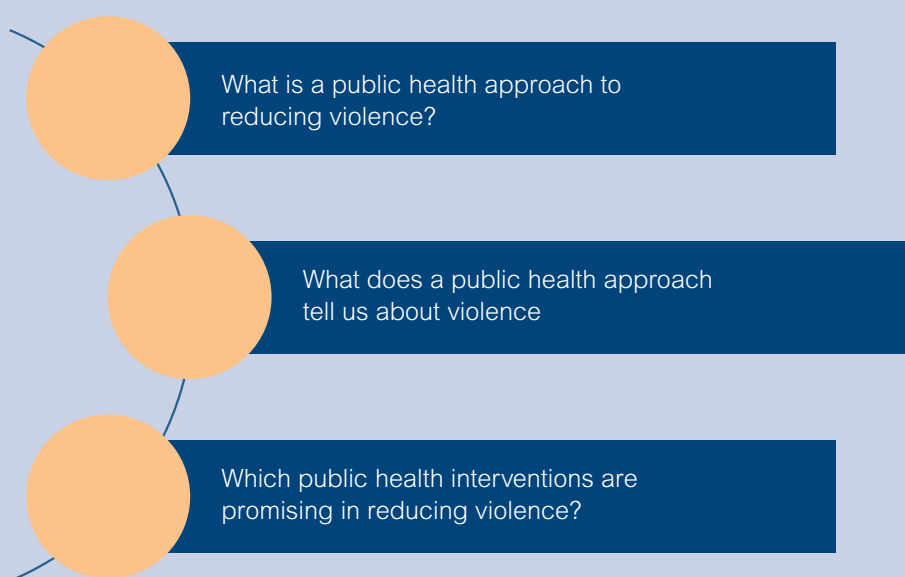 What is a public health approach to
reducing violence?
What does a public health approach
tell us about violence
Which public health interventions are
promising in reducing violence?